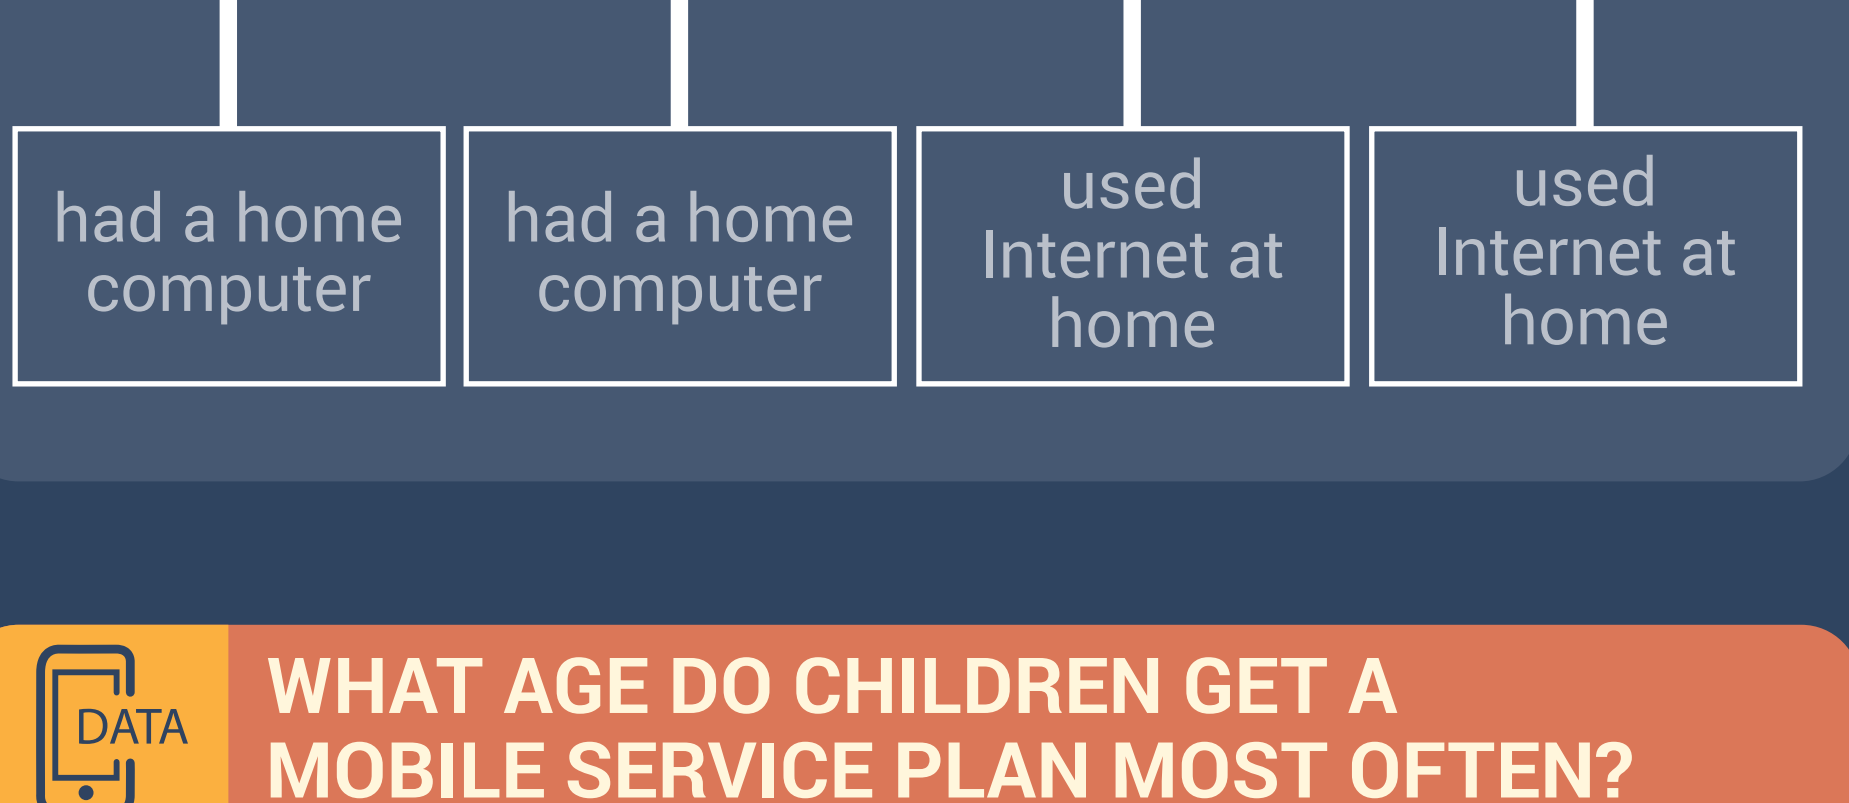 had a home
computer
had a home
computer
used
Internet at
home
used
Internet at
home
DATA
WHAT AGE DO CHILDREN GET A
MOBILE SERVICE PLAN MOST OFTEN?